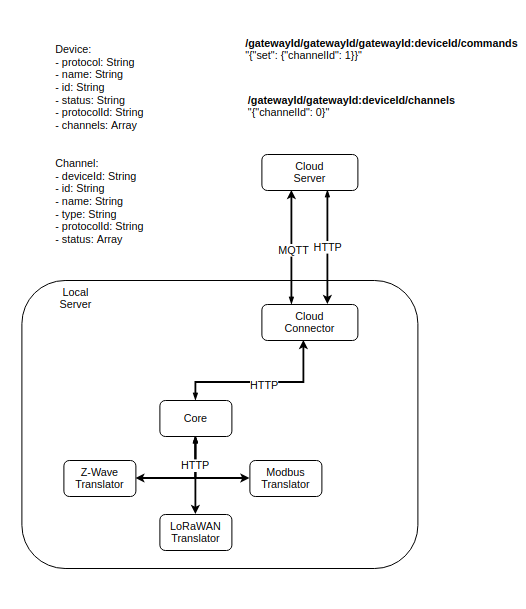 Device:
- protocol: String
- name: String
- id: String
- status: String
- protocolId: String
- channels: Array
/gatewayId/gatewayId/gatewayId:deviceId/commands
"{"set": {"channelId": 1}}"
/gatewayId/gatewayId:deviceId/channels
"{"channelId": 0}"
Channel:
- deviceId: String
- id: String
- name: String
- type: String
- protocolId: String
- status: Array
Cloud
Server
MQTT
HTTP
Local
Server
Cloud
Connector
HTTP
Core
HTTP
Z-Wave
Translator
Modbus
Translator
LoRaWAN
Translator